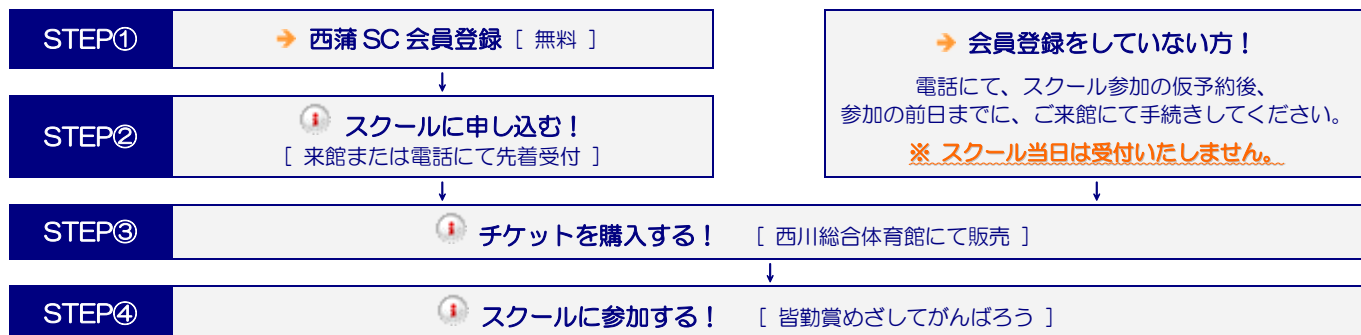 STEP① 西蒲 SC 会員登録 [ 無料 ]
↓
STEP② スクールに申し込む!
[ 来館または電話にて先着受付 ]
会員登録をしていない方!
電話にて、スクール参加の仮予約後、
参加の前日までに、ご来館にて手続きしてください。
※ スクール当日は受付いたしません。
↓ ↓
STEP③ チケットを購入する! [ 西川総合体育館にて販売 ]
↓
STEP④ スクールに参加する! [ 皆勤賞めざしてがんばろう ]